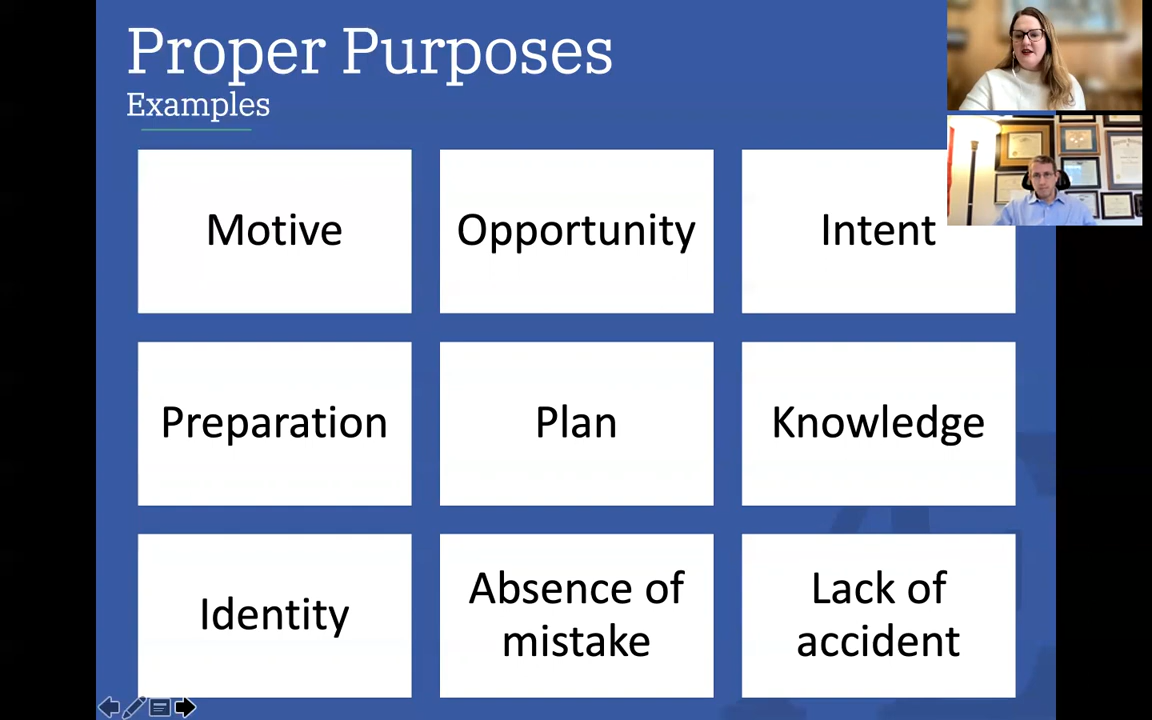 Proper Purposes
Examples
Motive
Opportunity
Intent
Preparation
Plan
Knowledge
Identity
Absence of
mistake
Lack of
accident